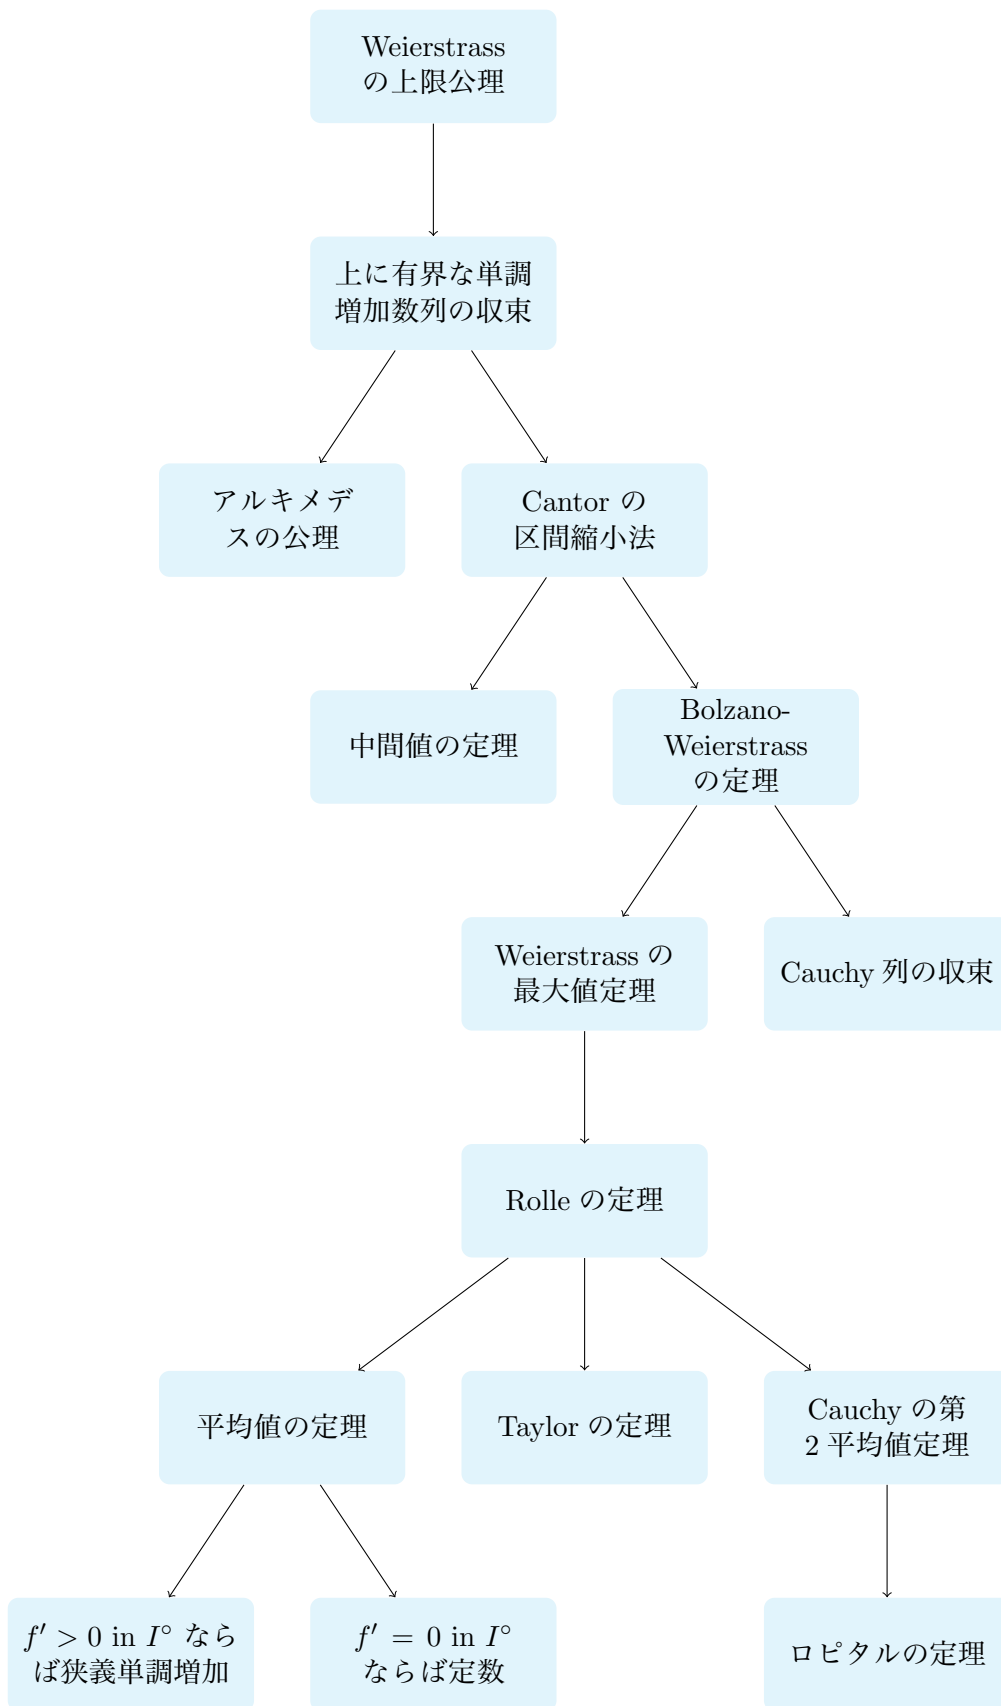 Weierstrass
の上限公理
上に有界な単調
増加数列の収束
アルキメデ
スの公理
Cantor の
区間縮小法
中間値の定理
Bolzano-
Weierstrass
の定理
Weierstrass の
最大値定理
Cauchy 列の収束
Rolle の定理
平均値の定理
Taylor の定理
Cauchy の第
2 平均値定理
f′ > 0 in I° なら
ば狭義単調増加
f′ = 0 in I°
ならば定数
ロピタルの定理